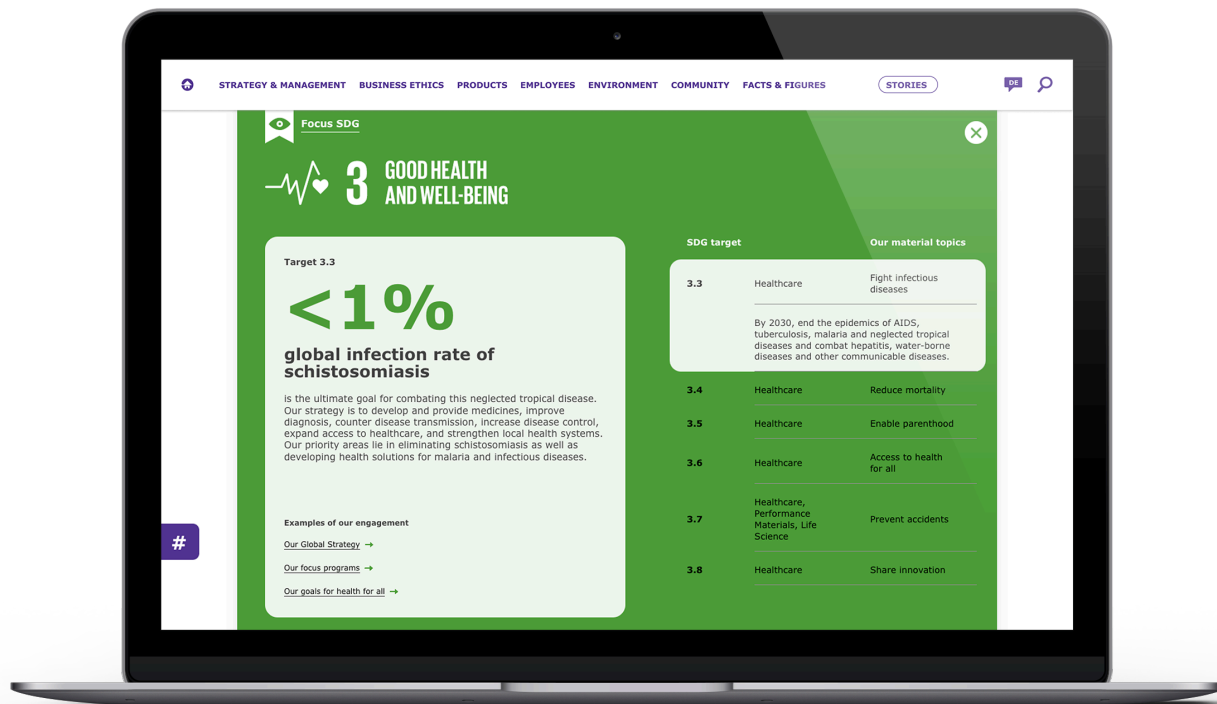 STRATEGY & MANAGEMENT BUSINESS ETHICS PRODUCTS EMPLOYEES ENVIRONMENT COMMUNITY FACTS & FIGURES STORIES DE
Focus SDG
3 GOOD HEALTH
AND WELL-BEING
Target 3.3
<1%
global infection rate of
schistosomiasis
is the ultimate goal for combating this neglected tropical disease.
Our strategy is to develop and provide medicines, improve
diagnosis, counter disease transmission, increase disease control,
expand access to healthcare, and strengthen local health systems.
Our priority areas lie in eliminating schistosomiasis as well as
developing health solutions for malaria and infectious diseases.
Examples of our engagement
Our Global Strategy →
Our focus programs →
Our goals for health for all →
#
SDG target Our material topics
3.3 Healthcare Fight infectious
diseases
By 2030, end the epidemics of AIDS,
tuberculosis, malaria and neglected tropical
diseases and combat hepatitis, water-borne
diseases and other communicable diseases.
3.4 Healthcare Reduce mortality
3.5 Healthcare Enable parenthood
3.6 Healthcare Access to health
for all
3.7 Healthcare,
Performance
Materials, Life
Science Prevent accidents
3.8 Healthcare Share innovation